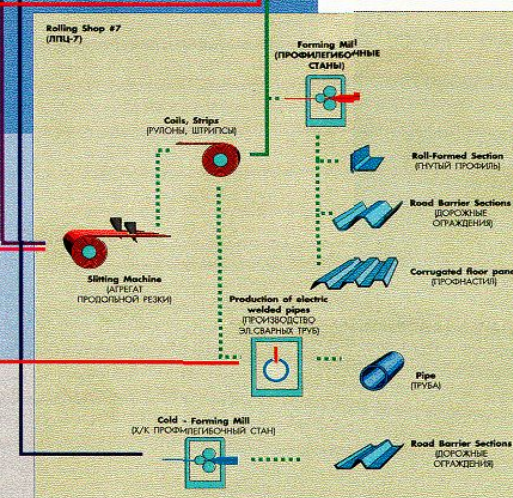 Rolling Shop #7
(ЛПЦ-7)
Forming Mill
(ПРОФИЛЕГИБОЧНЫЕ
СТАНЫ)
Coils, Strips
(РУЛОНЫ, ШТРИПСЫ)
Roll-Formed Section
(ГНУТЫЙ ПРОФИЛЬ)
Road Barrier Sections
(ДОРОЖНЫЕ
ОГРАЖДЕНИЯ)
Slitting Machine
(АГРЕГАТ
ПРОДОЛЬНОЙ РЕЗКИ)
Corrugated floor pane
(ПРОФНАСТИЛ)
Production of electric
welded pipes
(ПРОИЗВОДСТВО
ЭЛ.СВАРНЫХ ТРУБ)
Pipe
(ТРУБА)
Cold - Forming Mill
(Х/К ПРОФИЛЕГИБОЧНЫЙ СТАН)
Road Barrier Sections
(ДОРОЖНЫЕ
ОГРАЖДЕНИЯ)